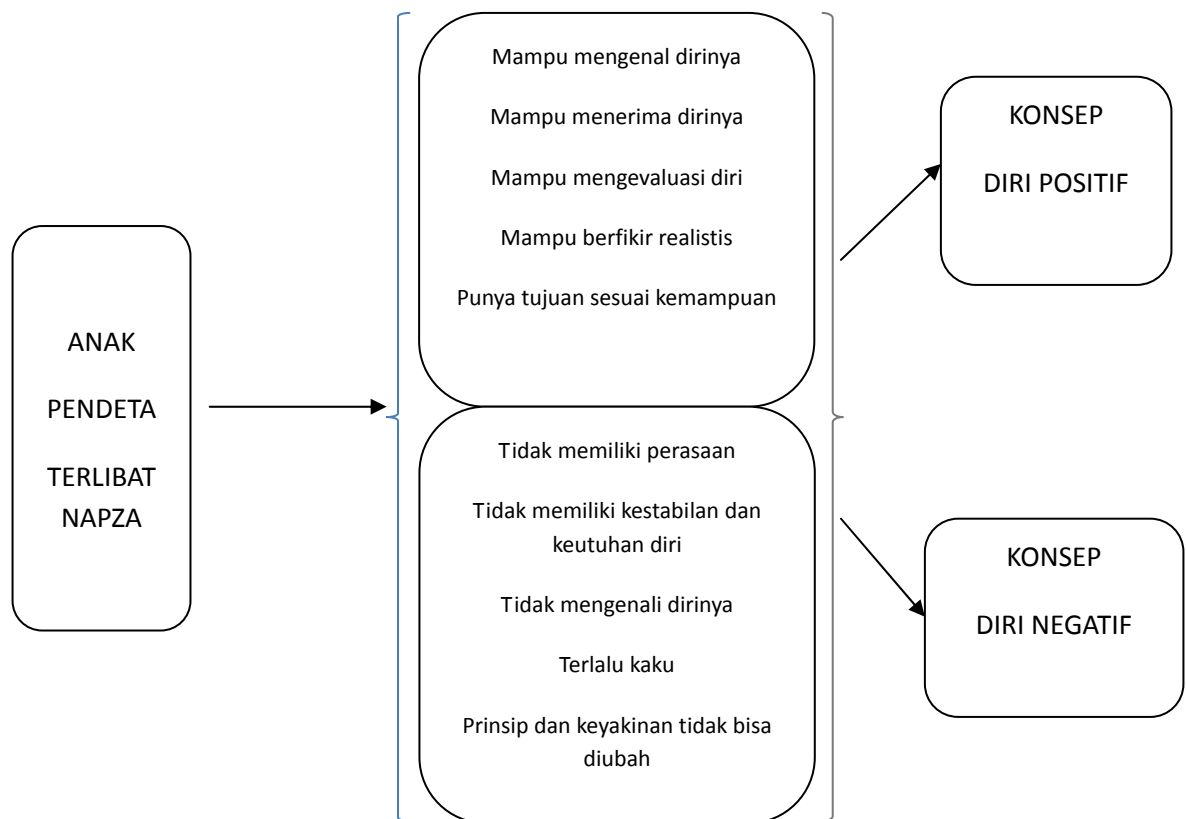 ANAK
PENDETA
TERLIBAT
NAPZA
Mampu mengenal dirinya
Mampu menerima dirinya
Mampu mengevaluasi diri
Mampu berfikir realistis
Punya tujuan sesuai kemampuan
Tidak memiliki perasaan
Tidak memiliki kestabilan dan
keutuhan diri
Tidak mengenali dirinya
Terlalu kaku
Prinsip dan keyakinan tidak bisa
diubah
KONSEP
DIRI POSITIF
KONSEP
DIRI NEGATIF